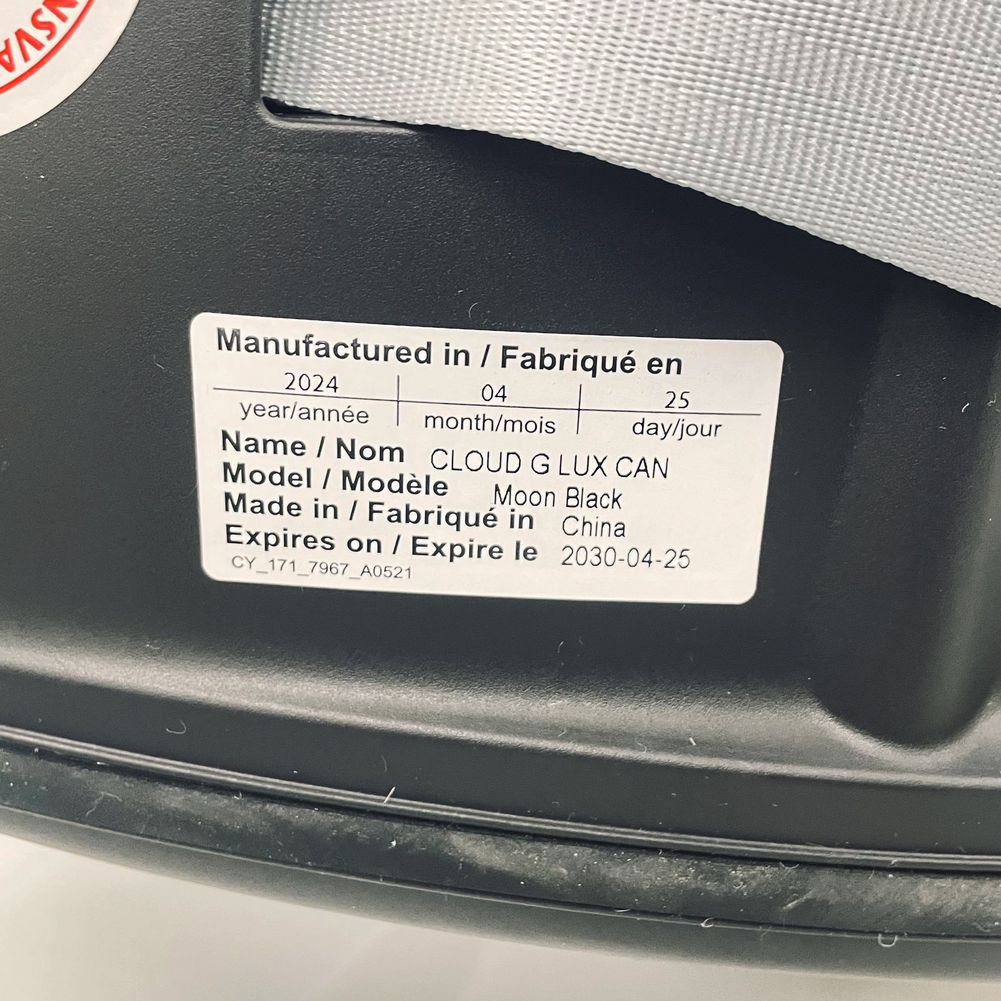 Manufactured in / Fabriqué en
2024 04 25
year/année month/mois day/jour
Name / Nom CLOUD G LUX CAN
Model / Modèle Moon Black
Made in / Fabriqué in China
Expires on / Expire le 2030-04-25
CY_171_7967_A0521